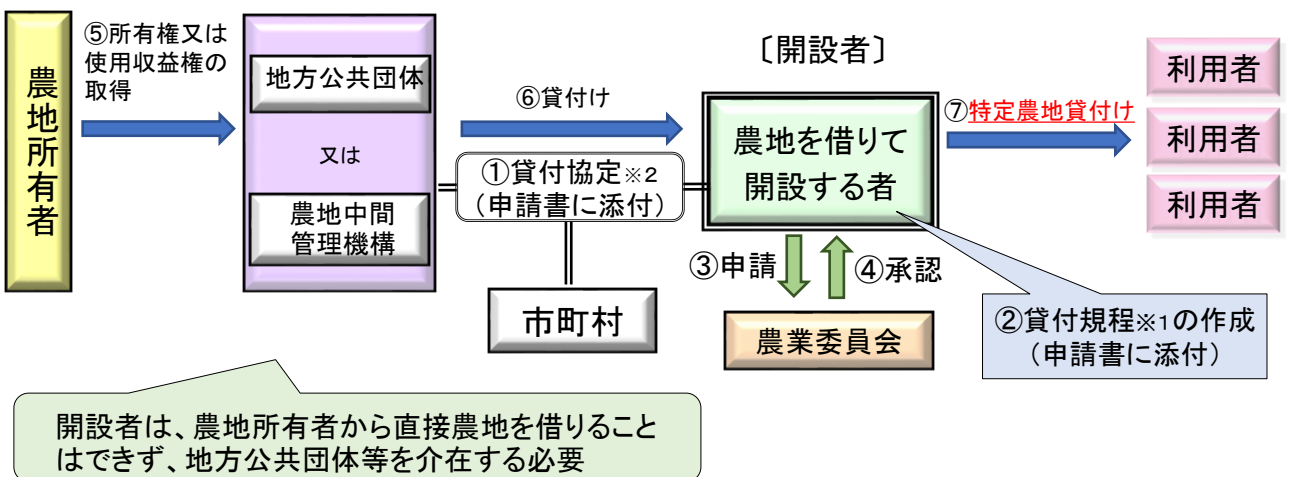 農地所有者
⑤所有権又は
使用収益権の
取得
地方公共団体
又は
農地中間
管理機構
⑥貸付け
①貸付協定※2
（申請書に添付）
市町村
〔開設者〕
農地を借りて
開設する者
③申請
④承認
農業委員会
②貸付規程※1の作成
（申請書に添付）
⑦特定農地貸付け
利用者
利用者
利用者
開設者は、農地所有者から直接農地を借りること
はできず、地方公共団体等を介在する必要